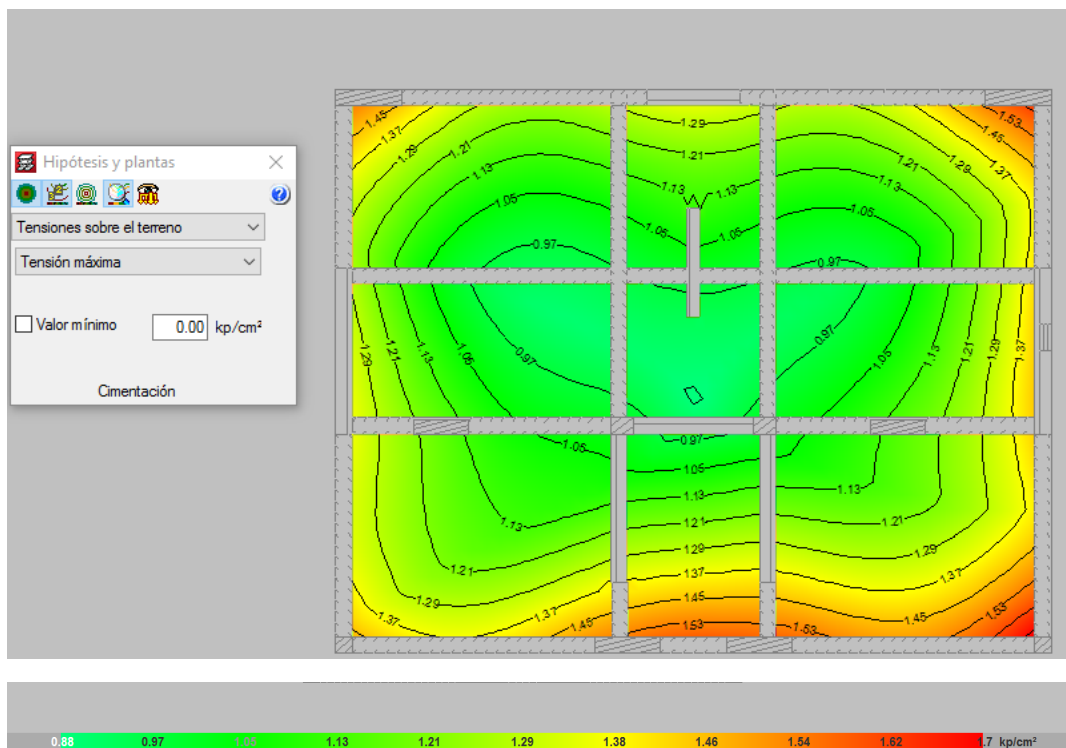 Hipótesis y plantas
Tensiones sobre el terreno
Tensión máxima
Valor mínimo 0.00 kp/cm²
Cimentación
1.45 1.29 1.53
1.37 1.45
1.29 1.21 1.21 1.21 1.29 1.37
1.13 1.13 1.13 1.13
1.05 1.05 1.05 1.05
0.97 0.97
1.29 1.21 1.13 1.05 0.97 0.97 1.05 1.13 1.21 1.29 1.37
1.05 0.97
1.05
1.13 1.13 1.13
1.21 1.21
1.21 1.29 1.29
1.29 1.37 1.37
1.37 1.37 1.45 1.45 1.45 1.53
1.53 1.53
0.88 0.97 1.05 1.13 1.21 1.29 1.38 1.46 1.54 1.62 1.7 kp/cm²